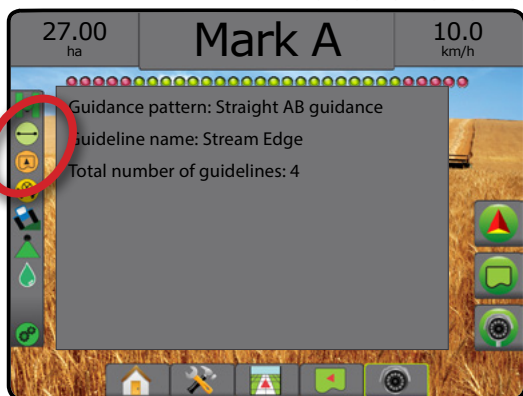 27.00
ha
Mark A
10.0
km/h
Guidance pattern: Straight AB guidance
Guideline name: Stream Edge
Total number of guidelines: 4